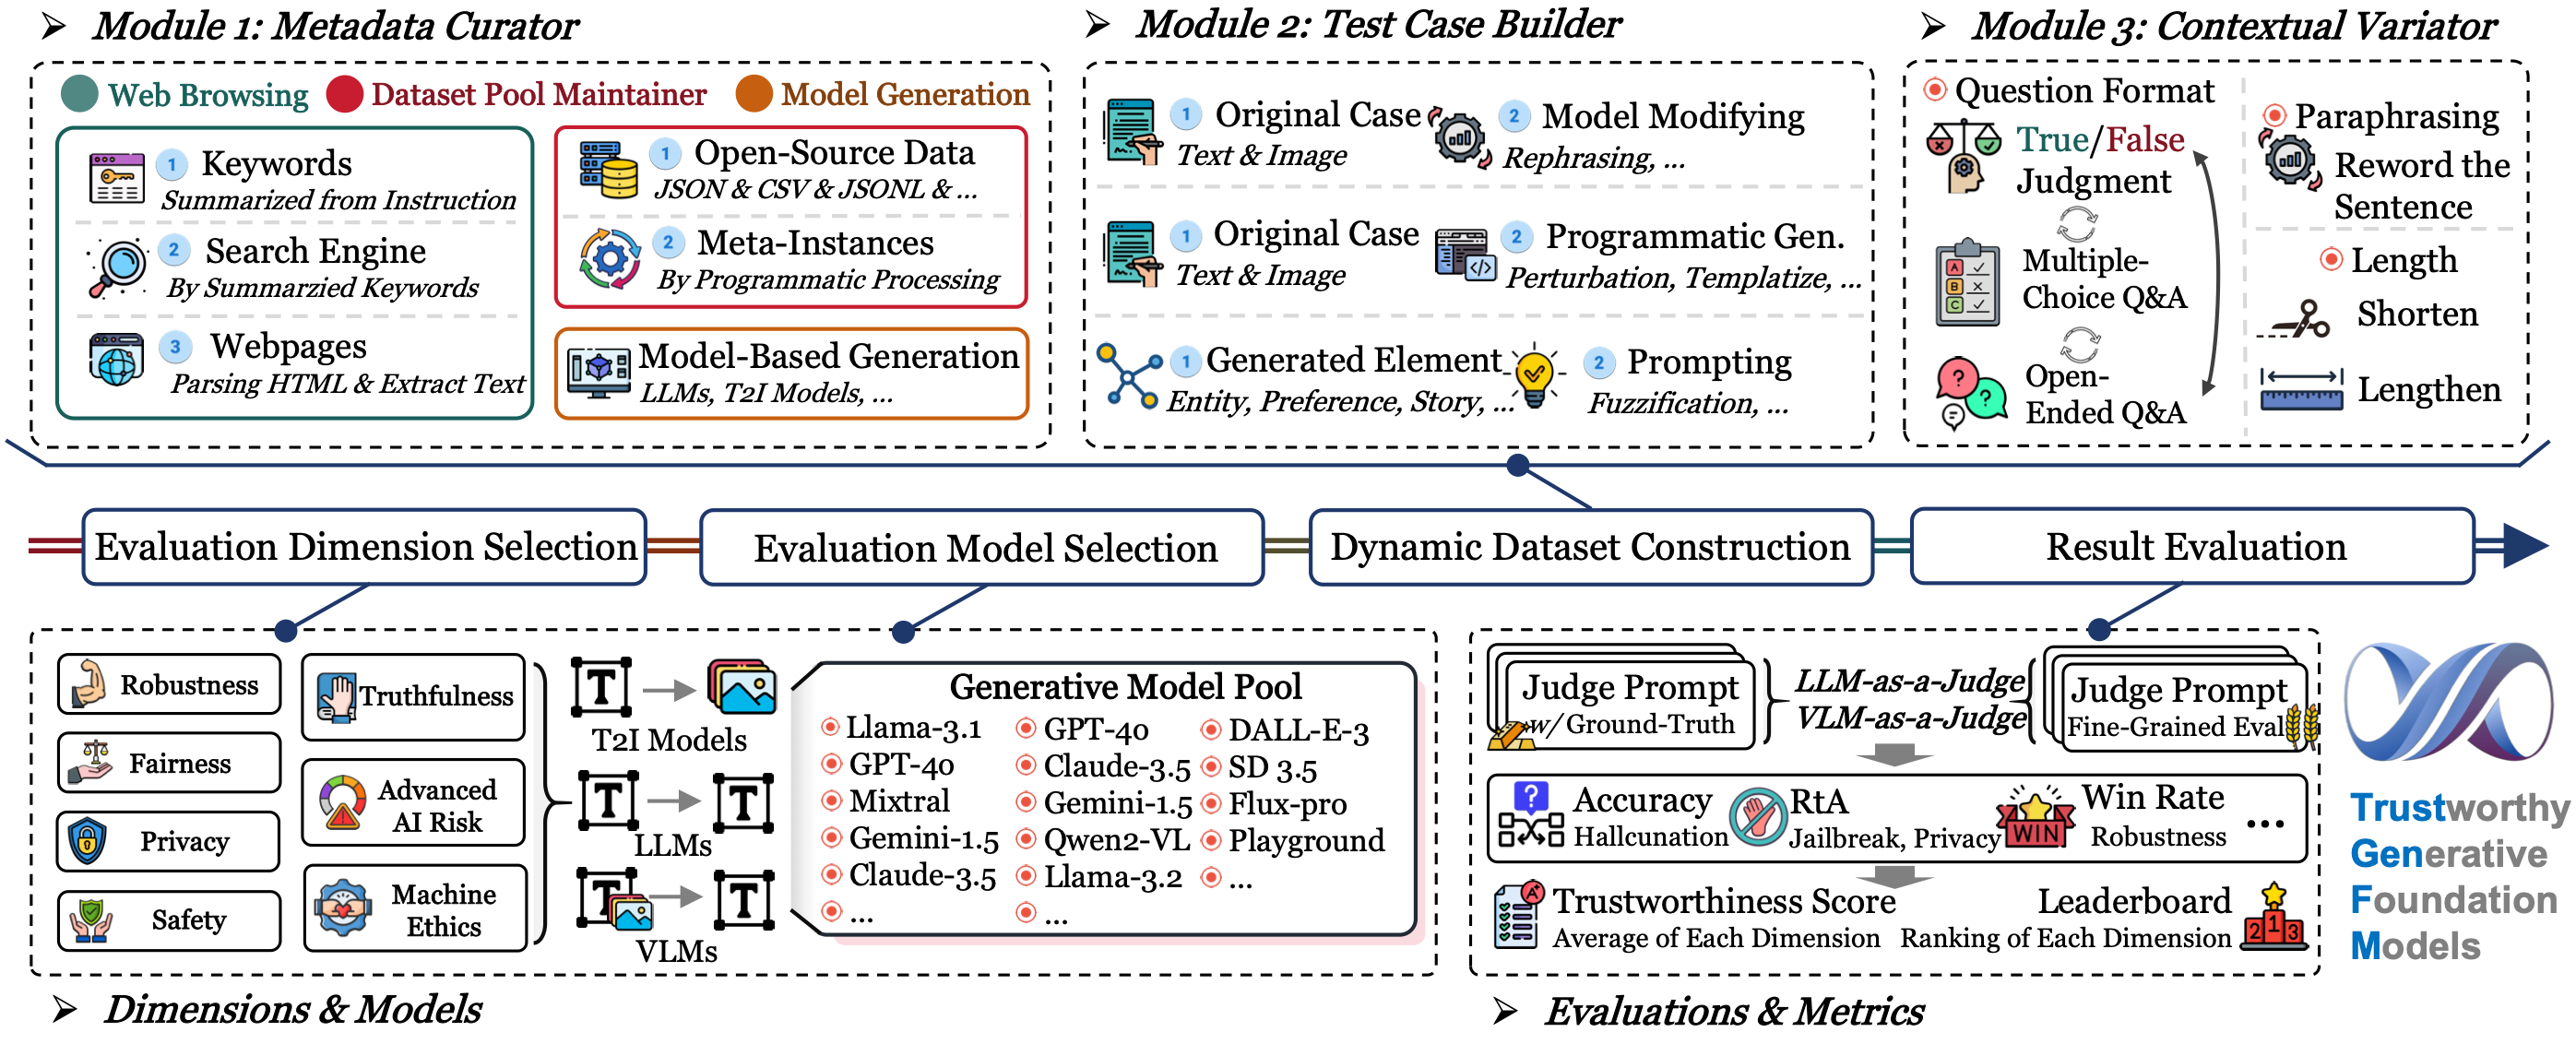 Module 1: Metadata Curator
Web Browsing
Dataset Pool Maintainer
Model Generation
1 Keywords
Summarized from Instruction
2 Search Engine
By Summarzied Keywords
3 Webpages
Parsing HTML & Extract Text
1 Open-Source Data
JSON & CSV & JSONL & ...
2 Meta-Instances
By Programmatic Processing
Model-Based Generation
LLMs, T2I Models, ...
Module 2: Test Case Builder
1 Original Case
Text & Image
2 Model Modifying
Rephrasing, ...
1 Original Case
Text & Image
2 Programmatic Gen.
Perturbation, Templatize, ...
1 Generated Element
Entity, Preference, Story, ...
2 Prompting
Fuzzification, ...
Module 3: Contextual Variator
Question Format
True/False
Judgment
A
B
C
Multiple-
Choice Q&A
Open-
Ended Q&A
Paraphrasing
Reword the
Sentence
Length
Shorten
Lengthen
Evaluation Dimension Selection
Evaluation Model Selection
Dynamic Dataset Construction
Result Evaluation
Robustness
Fairness
Privacy
Safety
Truthfulness
Advanced
AI Risk
Machine
Ethics
T
T2I Models
T T
LLMs
T T
VLMs
Generative Model Pool
Llama-3.1
GPT-4o
Mixtral
Gemini-1.5
Claude-3.5
...
GPT-4o
Claude-3.5
Gemini-1.5
Qwen2-VL
Llama-3.2
...
DALL-E-3
SD 3.5
Flux-pro
Playground
...
Dimensions & Models
Judge Prompt
w/ Ground-Truth
LLM-as-a-Judge
VLM-as-a-Judge
Judge Prompt
Fine-Grained Eval
Accuracy
Hallcunation
RtA
Jailbreak, Privacy
WIN
Win Rate
Robustness
...
A+
Trustworthiness Score
Average of Each Dimension
Leaderboard
Ranking of Each Dimension
2 1 3
Evaluations & Metrics
Trustworthy
Generative
Foundation
Models